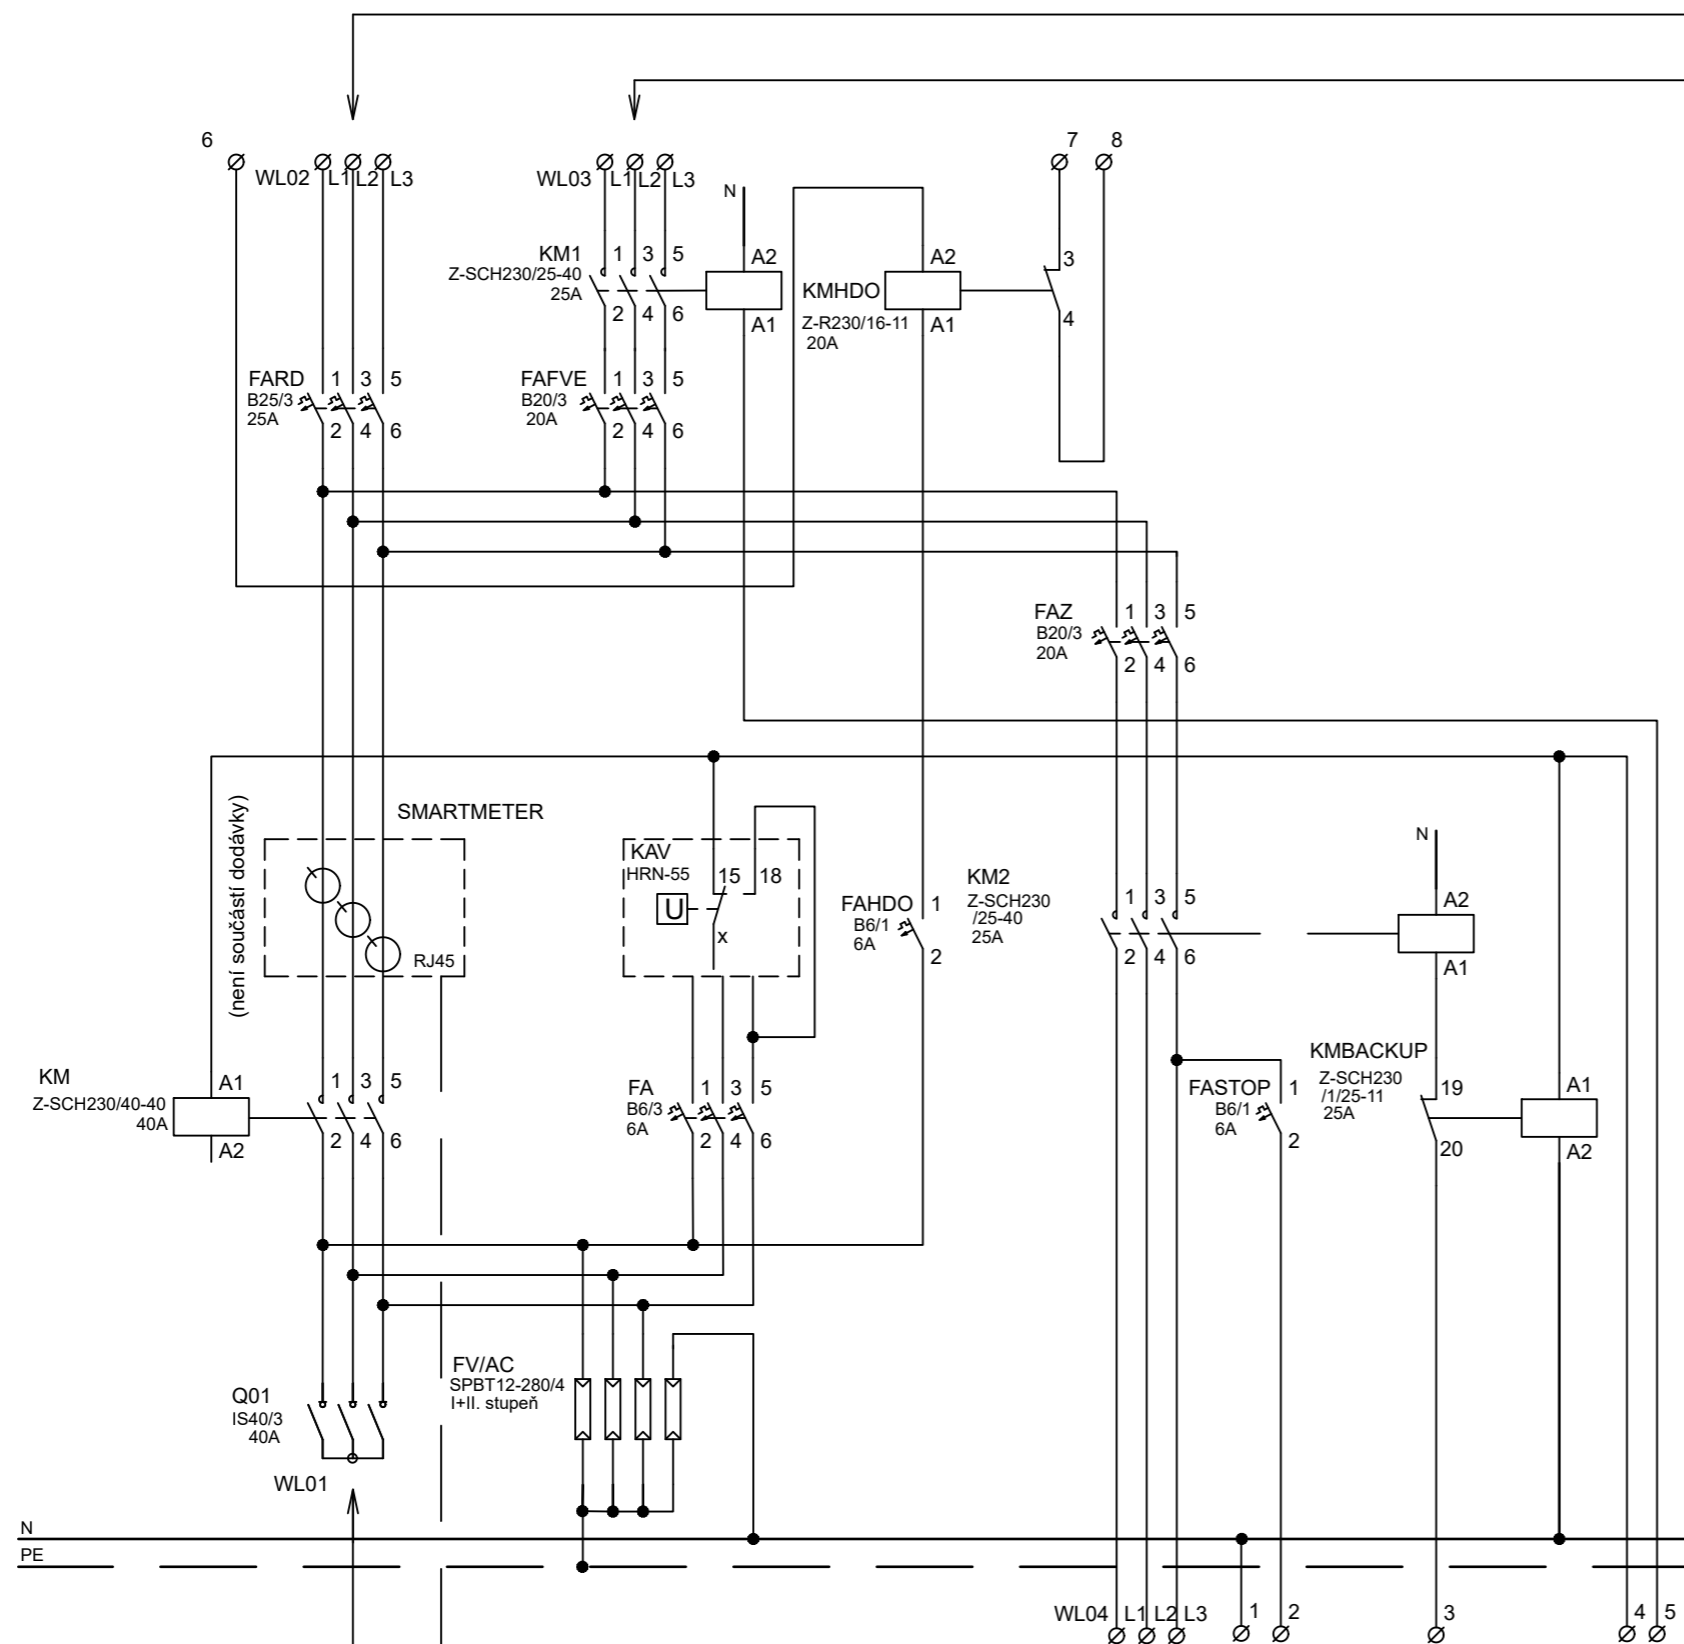 6
7
8
WL02 L1 L2 L3
WL03 L1 L2 L3
N
KM1 1 3 5
Z-SCH230/25-40
25A
2 4 6
A2
A1
KMHDO
Z-R230/16-11
20A
A2
A1
3
4
FARD 1 3 5
B25/3
25A
2 4 6
FAFVE 1 3 5
B20/3
20A
2 4 6
FAZ 1 3 5
B20/3
20A
2 4 6
(není součástí dodávky)
SMARTMETER
RJ45
KAV
HRN-55
15 18
U
x
FAHDO 1
B6/1
6A
2
KM2
Z-SCH230
/25-40
25A
1 3 5
2 4 6
N
A2
A1
KM
Z-SCH230/40-40
40A
A1
A2
1 3 5
2 4 6
FA 1 3 5
B6/3
6A
2 4 6
FASTOP 1
B6/1
6A
2
KMBACKUP
Z-SCH230
/1/25-11
25A
19
20
A1
A2
FV/AC
SPBT12-280/4
I+II. stupeň
Q01
IS40/3
40A
WL01
N
PE
WL04 L1 L2 L3 1 2 3 4 5